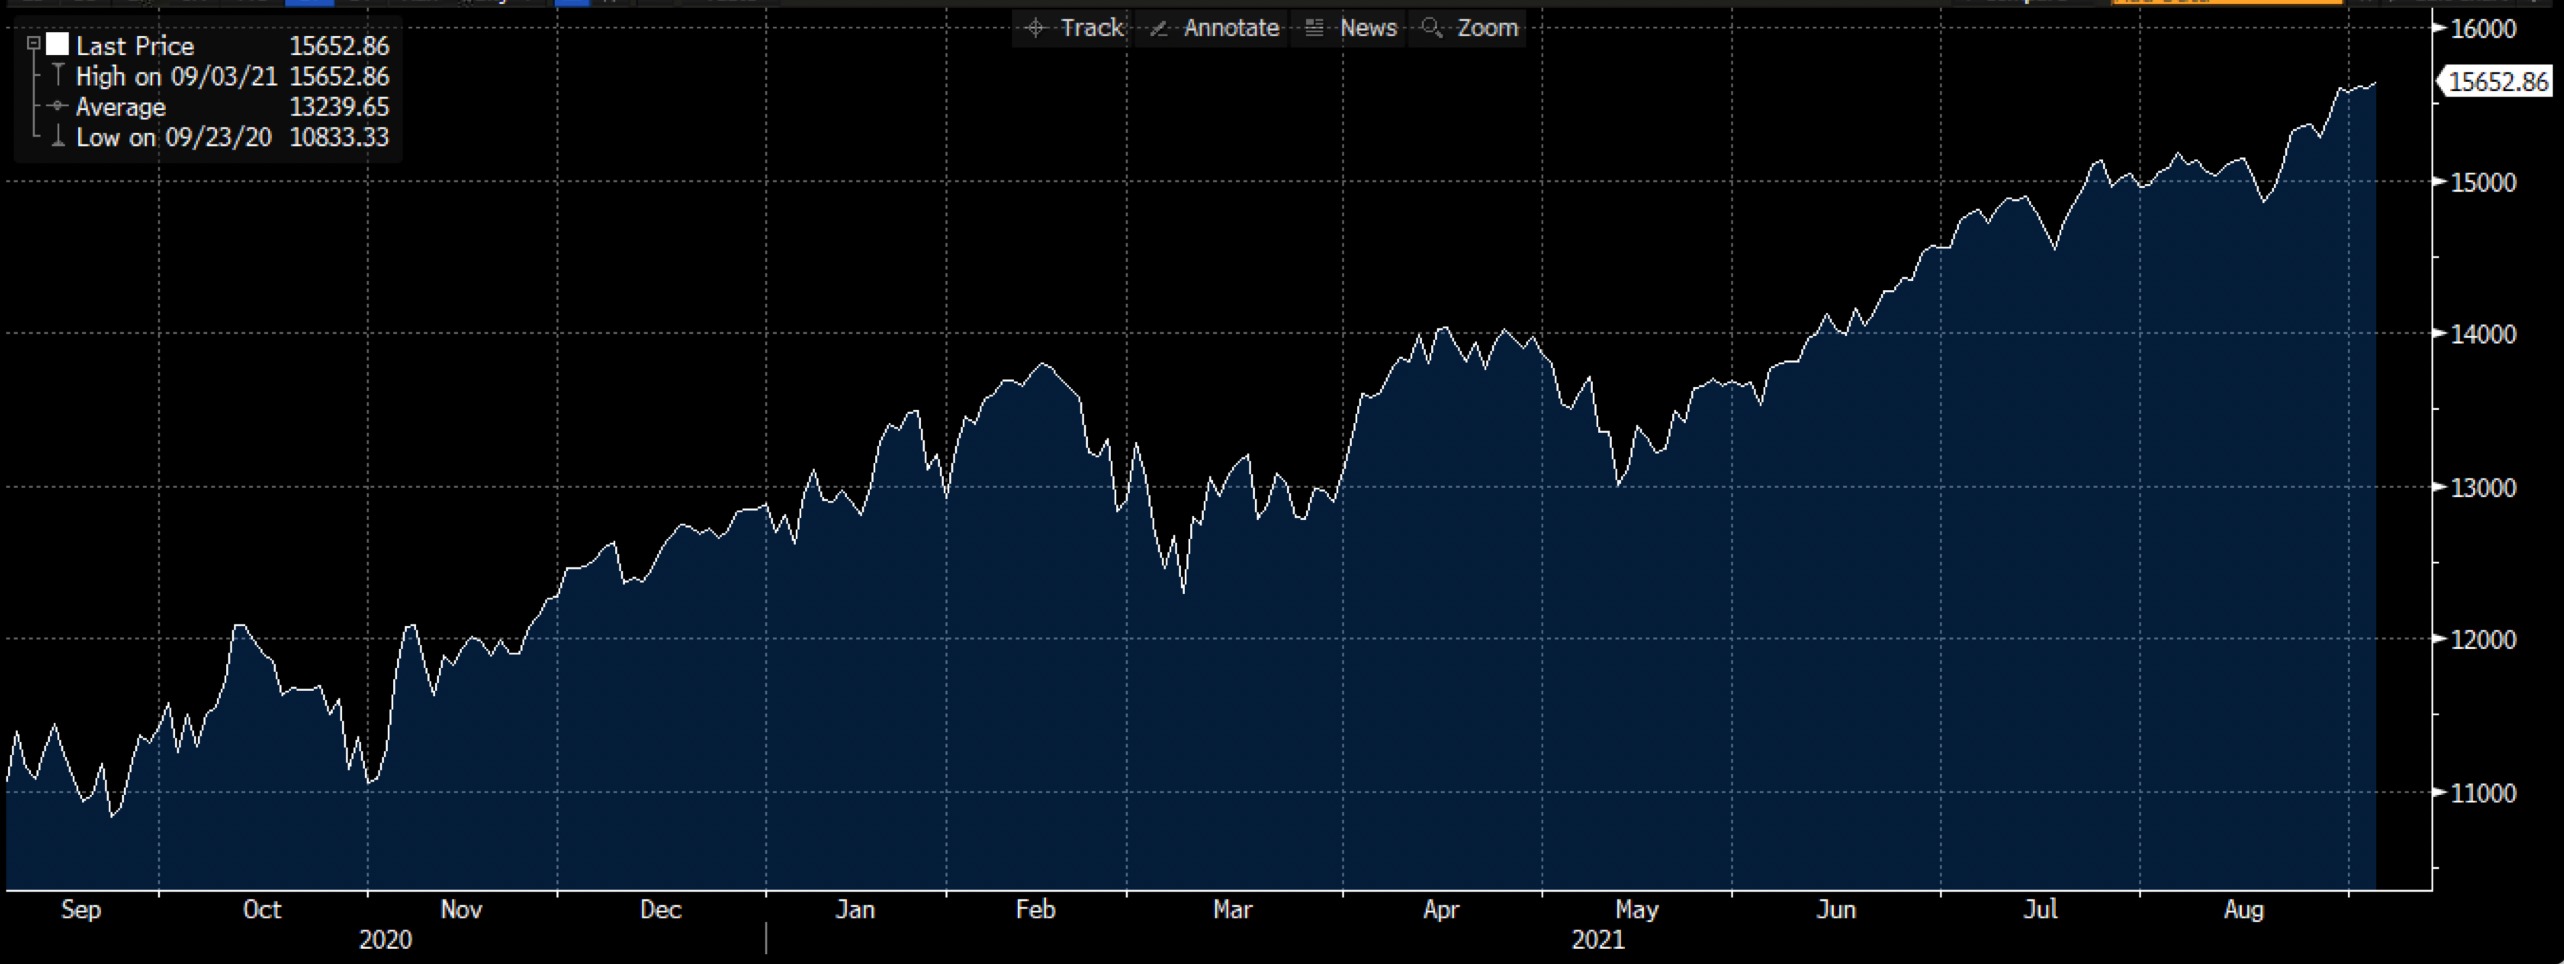 Track Annotate News Zoom
Last Price 15652.86
High on 09/03/21 15652.86
Average 13239.65
Low on 09/23/20 10833.33
16000
15652.86
15000
14000
13000
12000
11000
Sep Oct Nov Dec Jan Feb Mar Apr May Jun Jul Aug
2020 2021